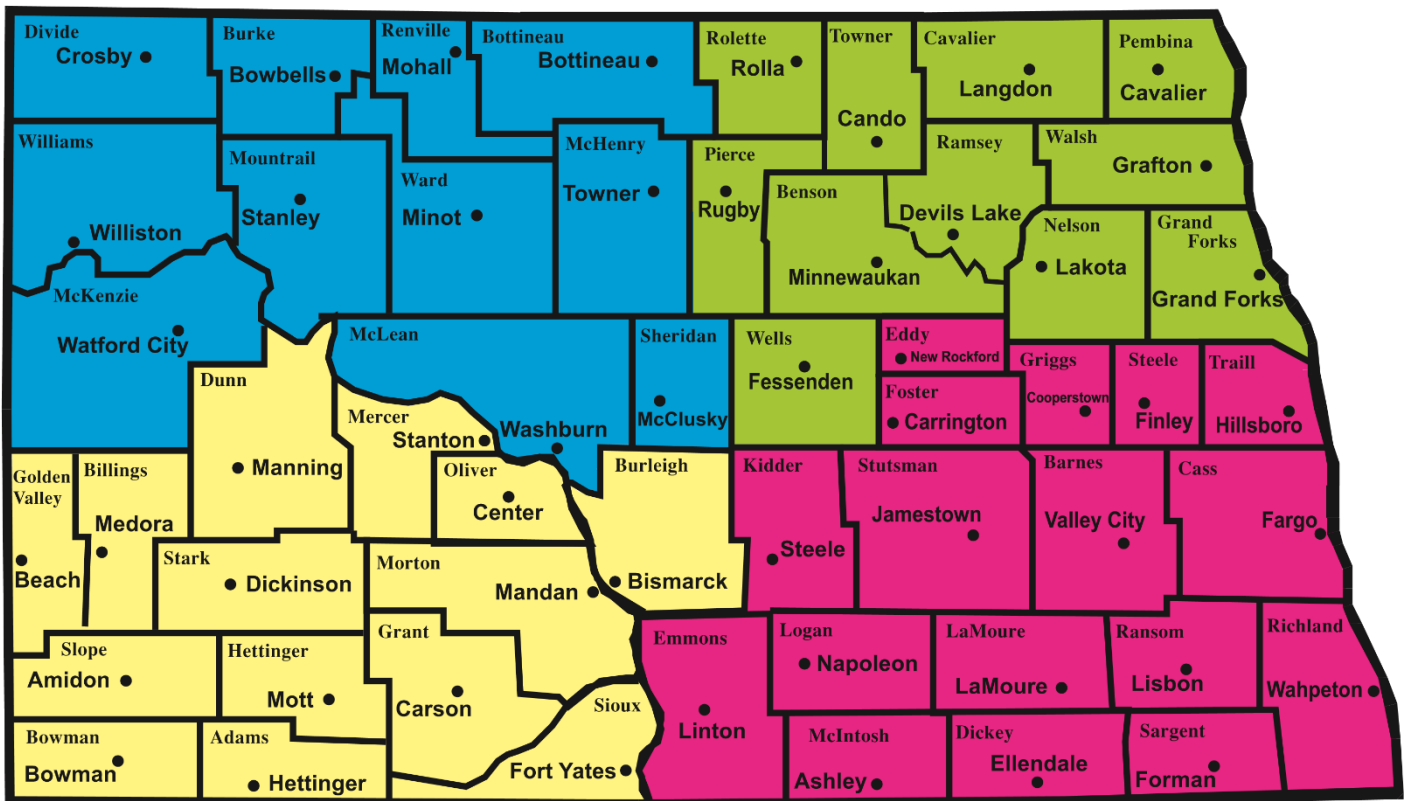 Divide
Crosby
Burke
Bowbells
Renville
Mohall
Bottineau
Bottineau
Rolette
Rolla
Towner
Cando
Cavalier
Langdon
Pembina
Cavalier
Williams
Williston
Mountrail
Stanley
Ward
Minot
McHenry
Towner
Pierce
Rugby
Benson
Minnewaukan
Ramsey
Devils Lake
Walsh
Grafton
Nelson
Lakota
Grand
Forks
Grand Forks
McKenzie
Watford City
McLean
Washburn
Sheridan
McClusky
Wells
Fessenden
Eddy
New Rockford
Foster
Carrington
Griggs
Cooperstown
Steele
Finley
Traill
Hillsboro
Dunn
Manning
Mercer
Stanton
Oliver
Center
Burleigh
Bismarck
Kidder
Steele
Stutsman
Jamestown
Barnes
Valley City
Cass
Fargo
Golden
Valley
Beach
Billings
Medora
Stark
Dickinson
Morton
Mandan
Slope
Amidon
Hettinger
Mott
Grant
Carson
Sioux
Fort Yates
Emmons
Linton
Logan
Napoleon
LaMoure
LaMoure
Ransom
Lisbon
Richland
Wahpeton
Bowman
Bowman
Adams
Hettinger
McIntosh
Ashley
Dickey
Ellendale
Sargent
Forman